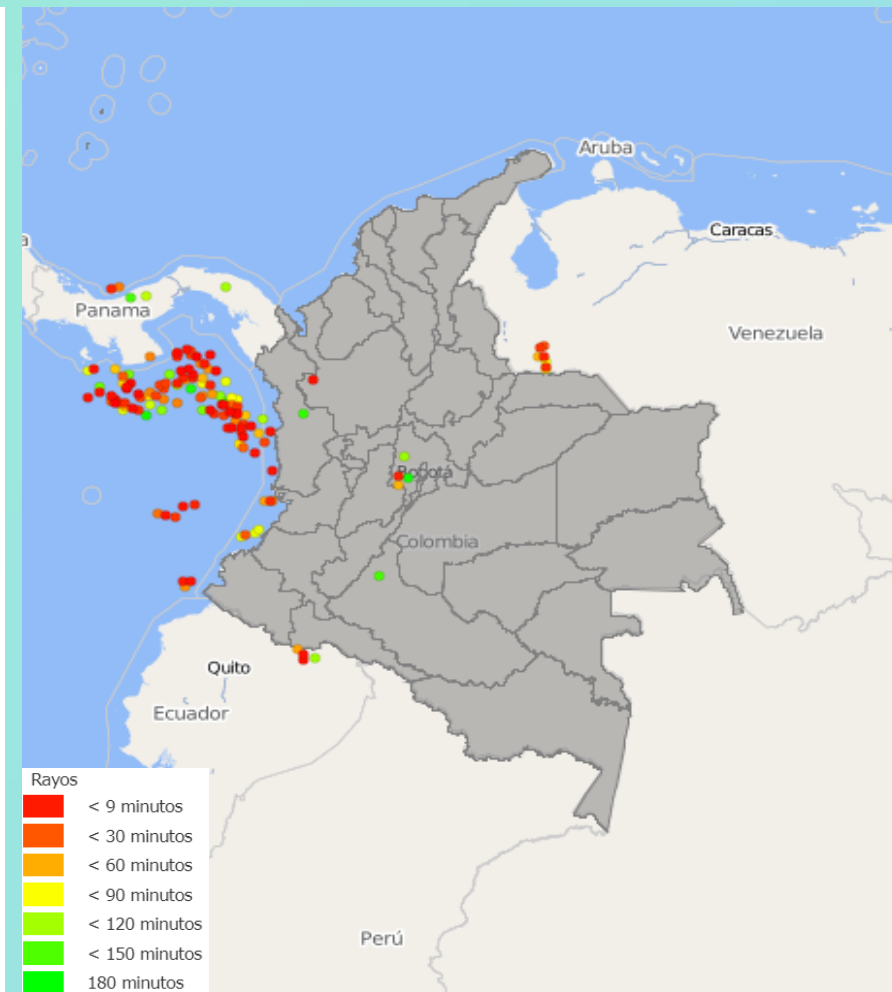 Aruba
Caracas
a
Panama
Venezuela
Bogotá
Colombia
Quito
Ecuador
Rayos
< 9 minutos
< 30 minutos
< 60 minutos
< 90 minutos
< 120 minutos
< 150 minutos
180 minutos
Perú